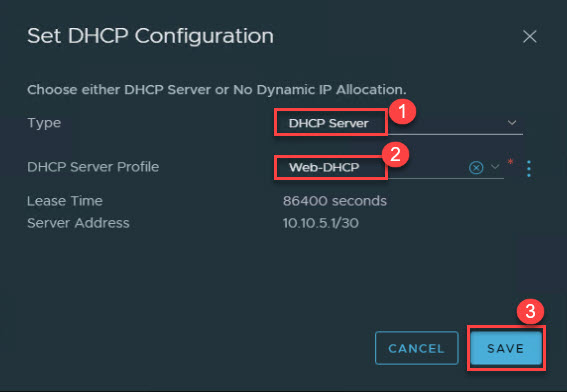 Set DHCP Configuration
Choose either DHCP Server or No Dynamic IP Allocation.
Type DHCP Server 1
DHCP Server Profile Web-DHCP 2 *
Lease Time 86400 seconds
Server Address 10.10.5.1/30
3
CANCEL SAVE